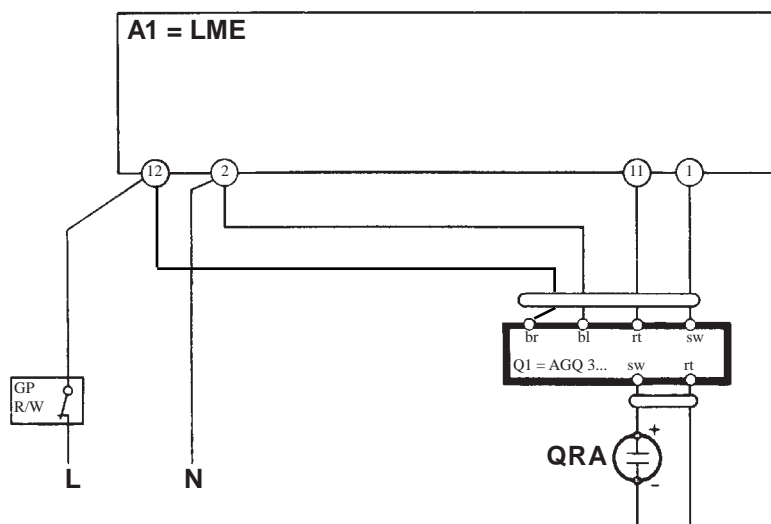 A1 = LME
12 2 11 1
br bl rt sw
Q1 = AGQ 3... sw rt
GP
R/W
+
QRA
-
L N